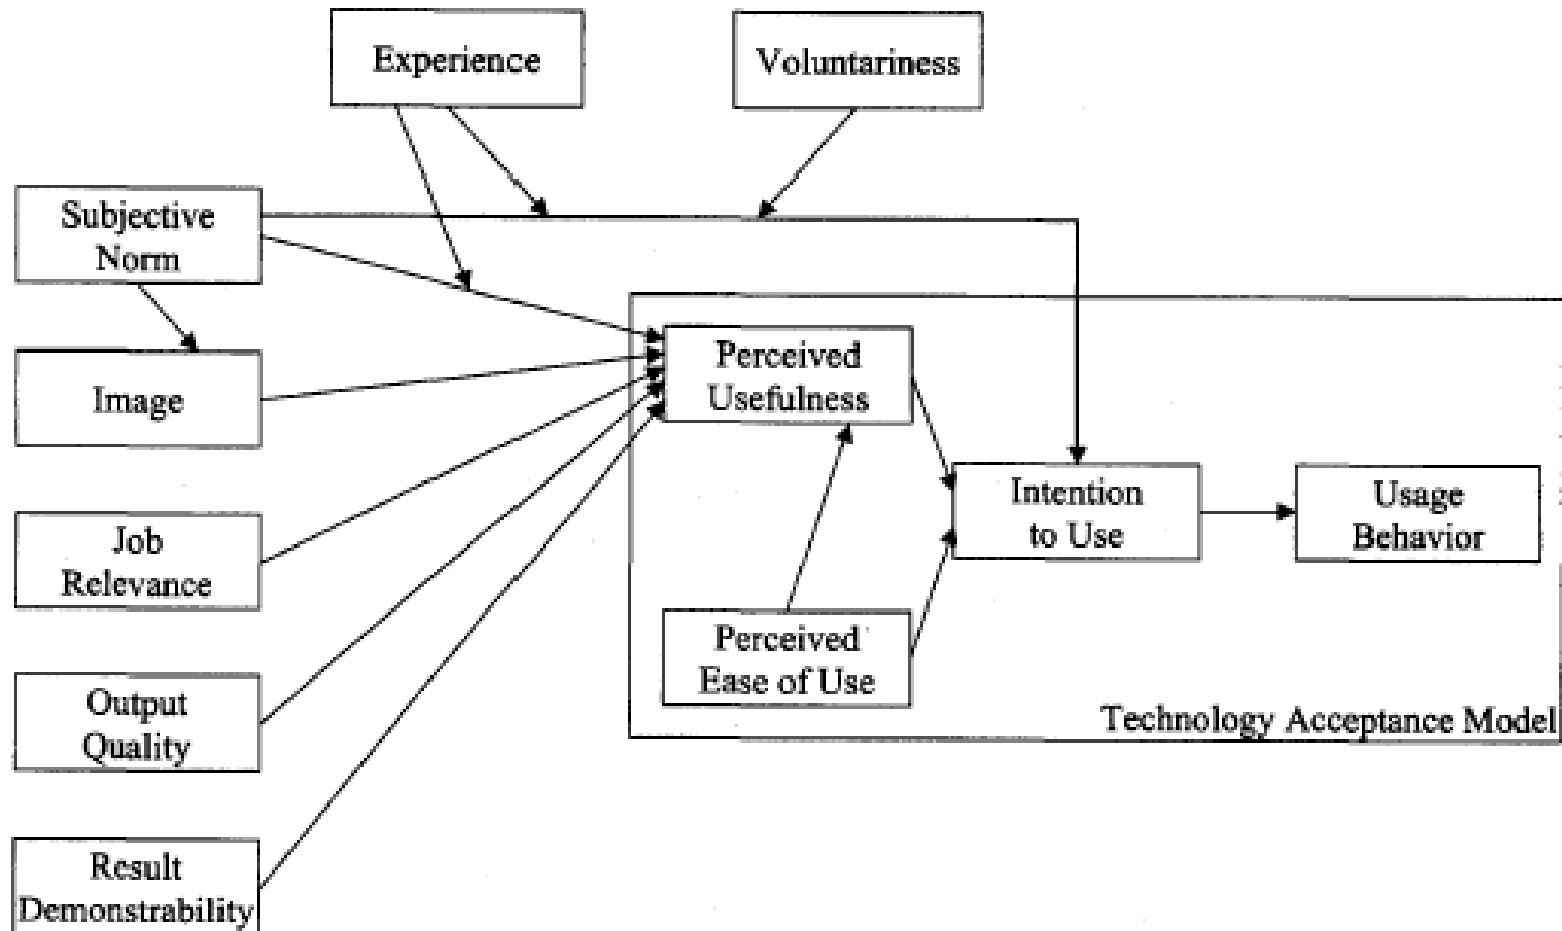 Experience
Voluntariness
Subjective
Norm
Image
Job
Relevance
Output
Quality
Result
Demonstrability
Perceived
Usefulness
Perceived
Ease of Use
Intention
to Use
Usage
Behavior
Technology Acceptance Model